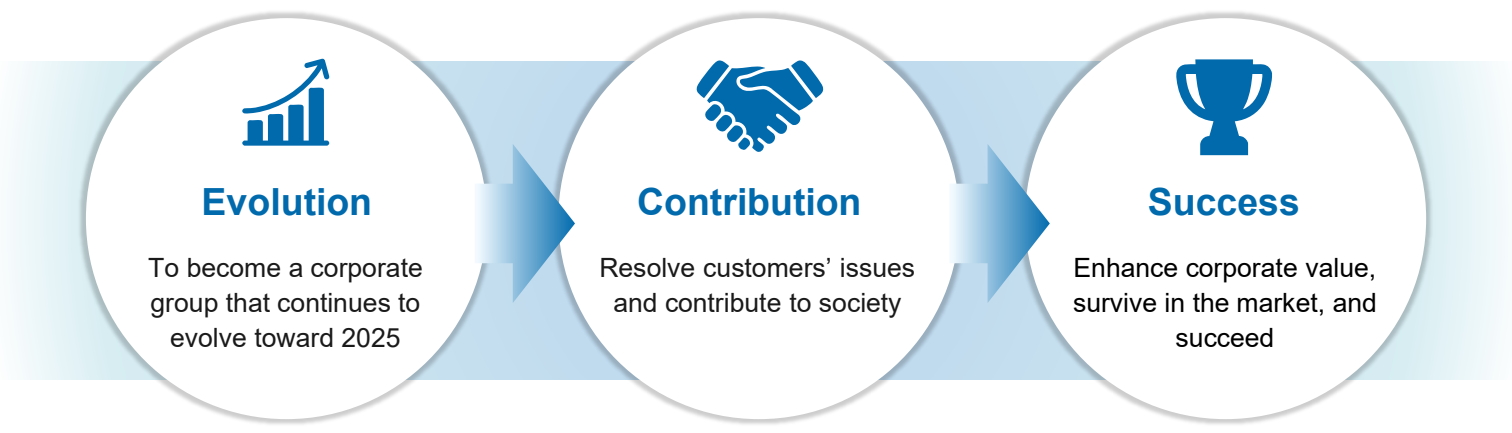 Evolution
To become a corporate
group that continues to
evolve toward 2025
Contribution
Resolve customers’ issues
and contribute to society
Success
Enhance corporate value,
survive in the market, and
succeed